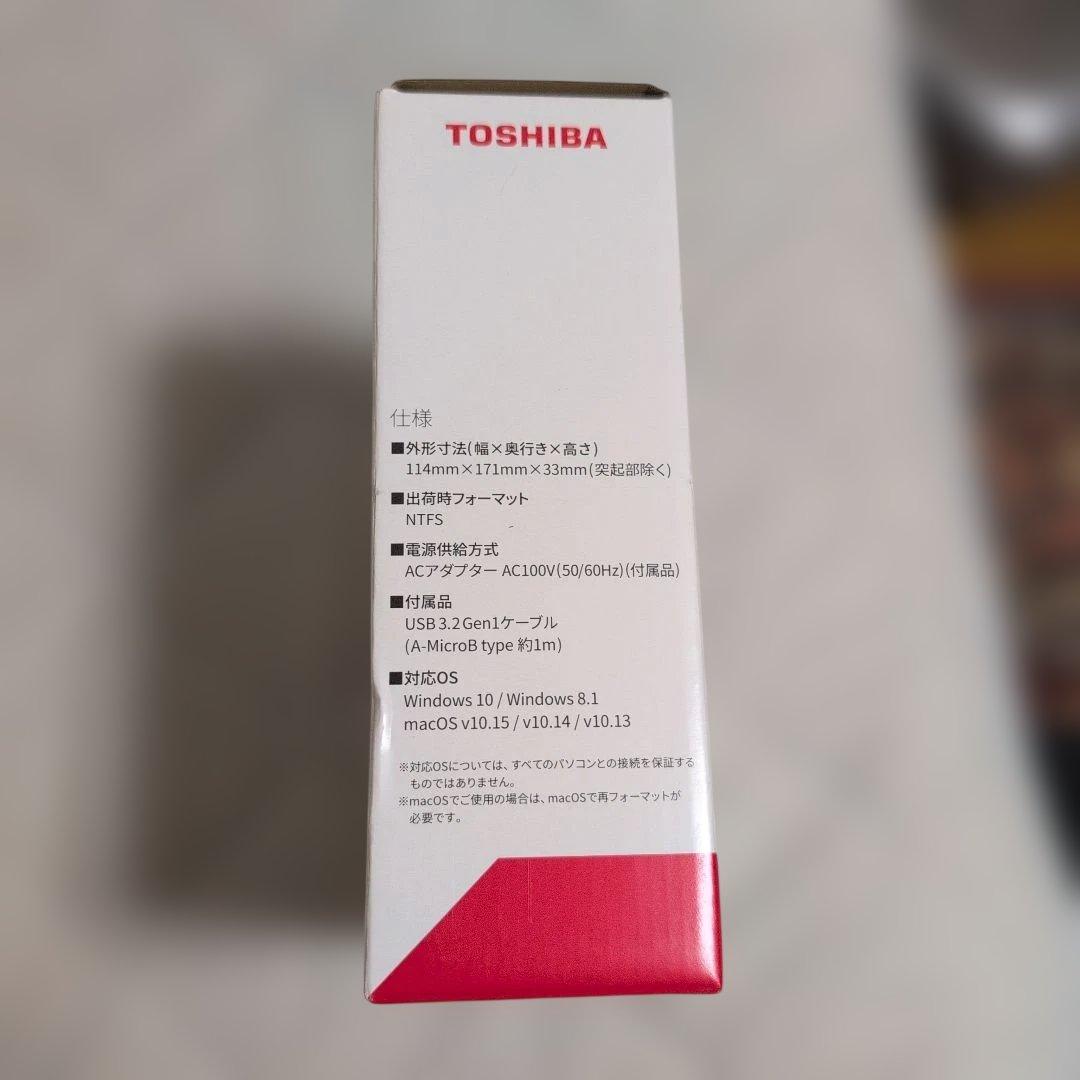 TOSHIBA
仕様
■外形寸法(幅×奥行き×高さ)
114mm×171mm×33mm(突起部除く)
■出荷時フォーマット
NTFS
■電源供給方式
ACアダプター AC100V(50/60Hz)(付属品)
■付属品
USB 3.2 Gen1ケーブル
(A-MicroB type 約1m)
■対応OS
Windows 10 / Windows 8.1
macOS v10.15 / v10.14 / v10.13
※対応OSについては、すべてのパソコンとの接続を保証する
ものではありません。
※macOSでご使用の場合は、macOSで再フォーマットが
必要です。